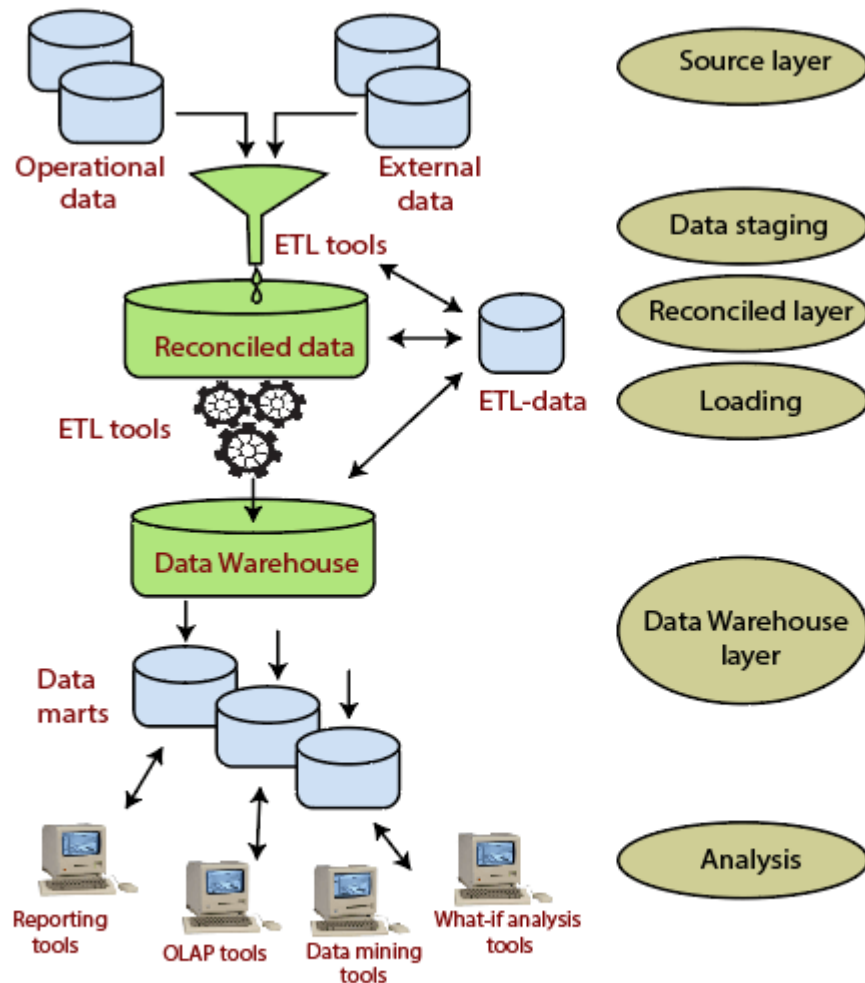 Source layer
Operational
data
External
data
ETL tools
Data staging
Reconciled layer
Reconciled data
ETL-data
Loading
ETL tools
Data Warehouse
Data Warehouse
layer
Data
marts
Analysis
Reporting
tools
OLAP tools
Data mining
tools
What-if analysis
tools